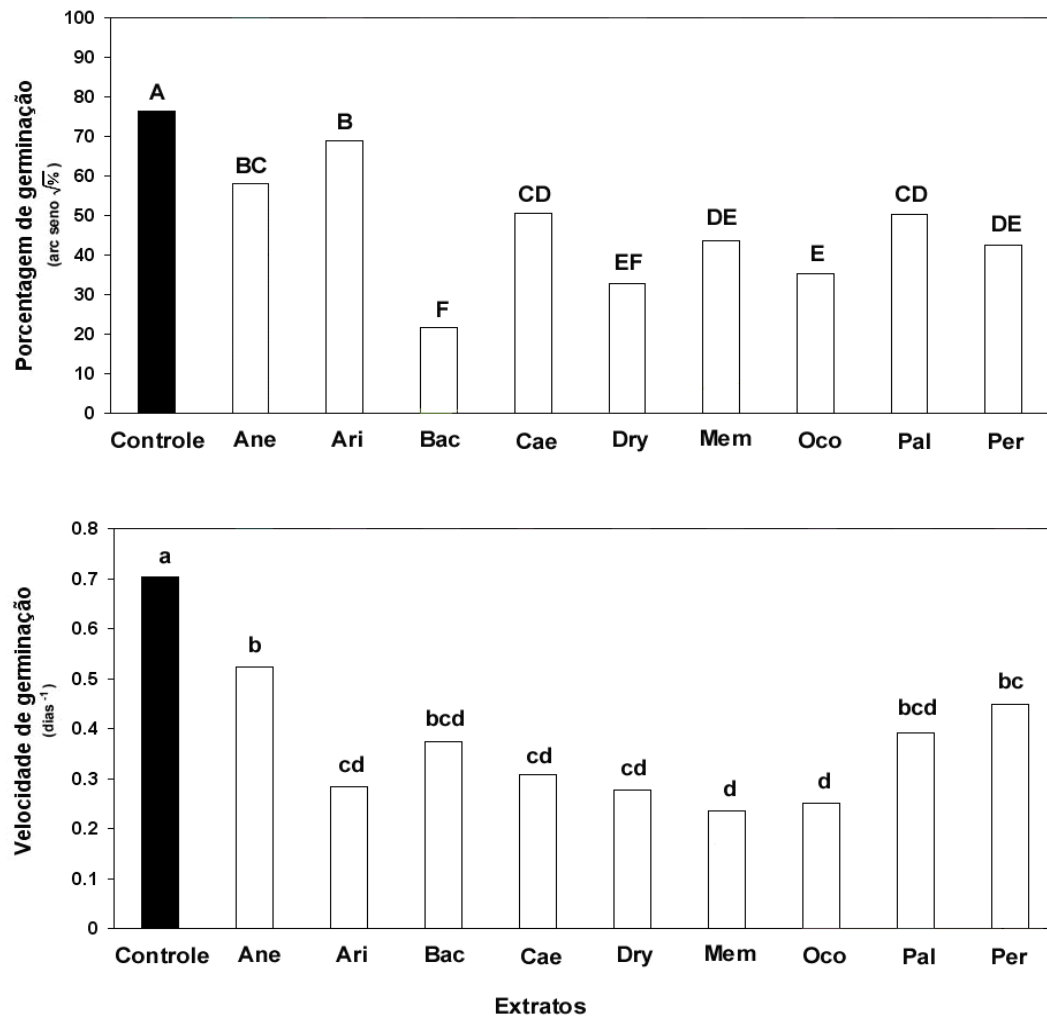 100
90
80
70
60
50
40
30
20
10
0
Porcentagem de germinação
(arc seno √%)
A
BC
B
F
CD
EF
DE
E
CD
DE
Controle Ane Ari Bac Cae Dry Mem Oco Pal Per
0.8
0.7
0.6
0.5
0.4
0.3
0.2
0.1
0
Velocidade de germinação
(dias -1)
a
b
cd
bcd
cd
cd
d
d
bcd
bc
Controle Ane Ari Bac Cae Dry Mem Oco Pal Per
Extratos